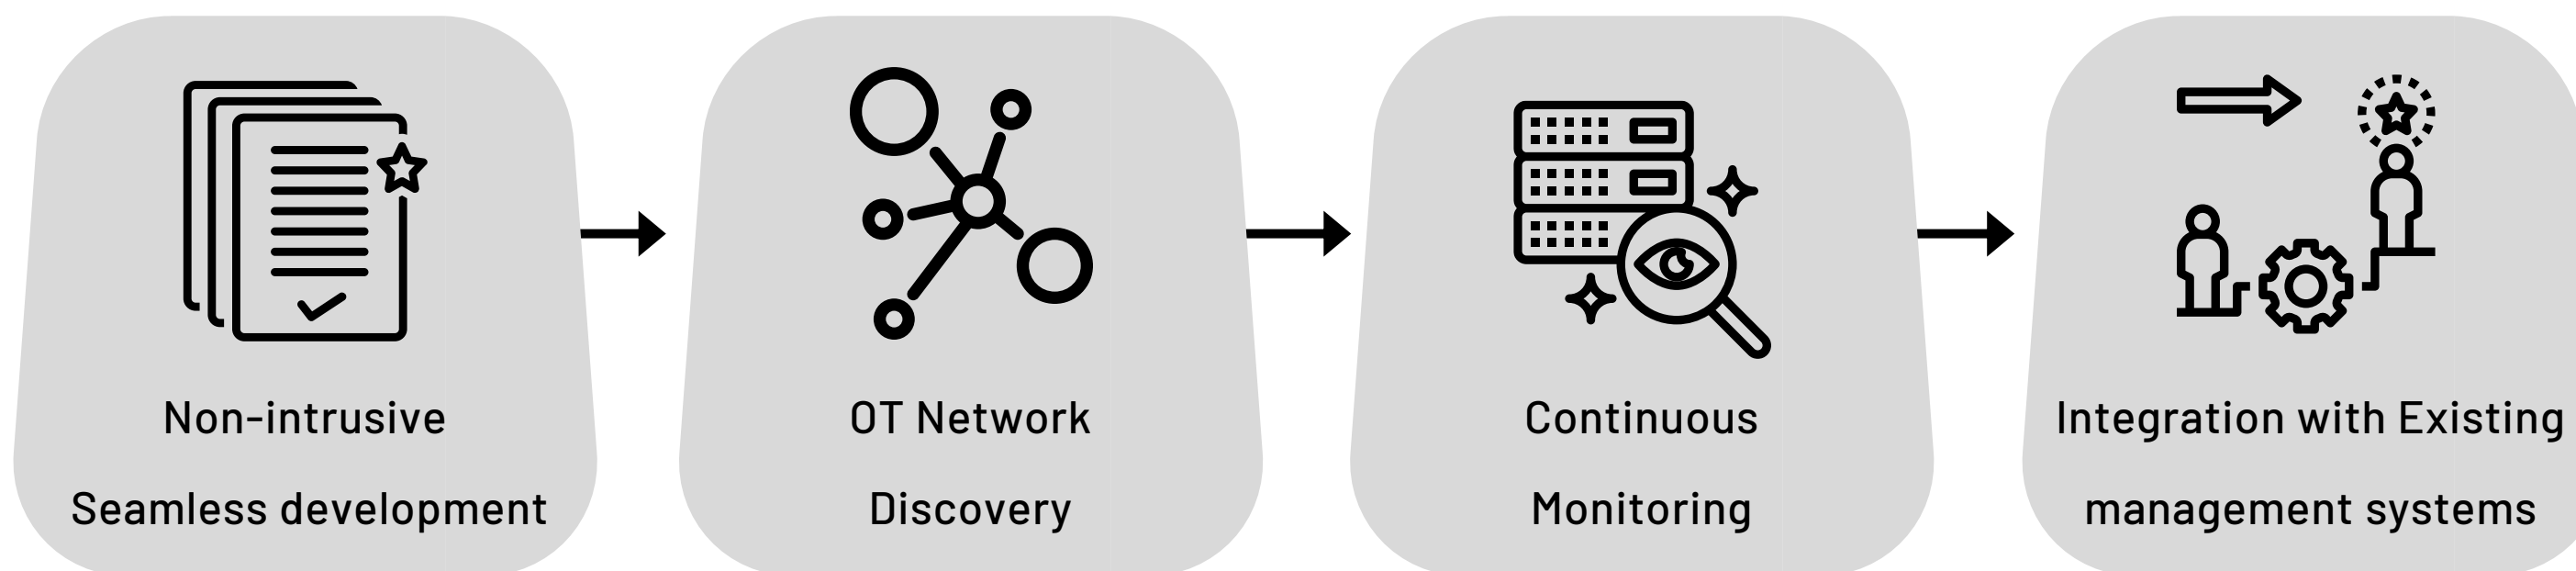 Non-intrusive
Seamless development
OT Network
Discovery
Continuous
Monitoring
Integration with Existing
management systems